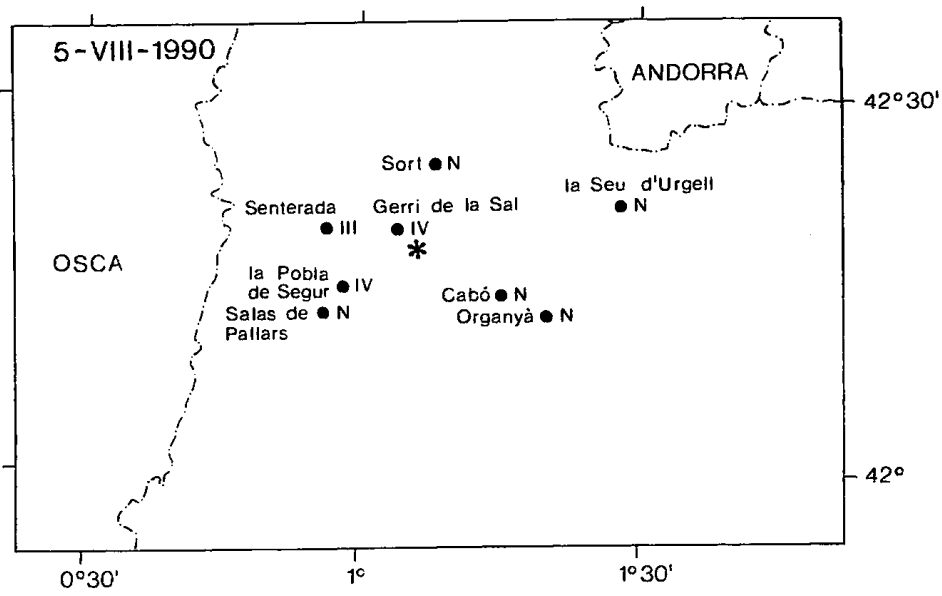 5-VIII-1990
ANDORRA
42°30'
Sort N
la Seu d'Urgell
N
Senterada
Gerri de la Sal
III
IV
OSCA
la Pobla
de Segur
IV
Cabó N
Salas de
Pallars
N
Organyà N
42°
0°30'
1°
1°30'